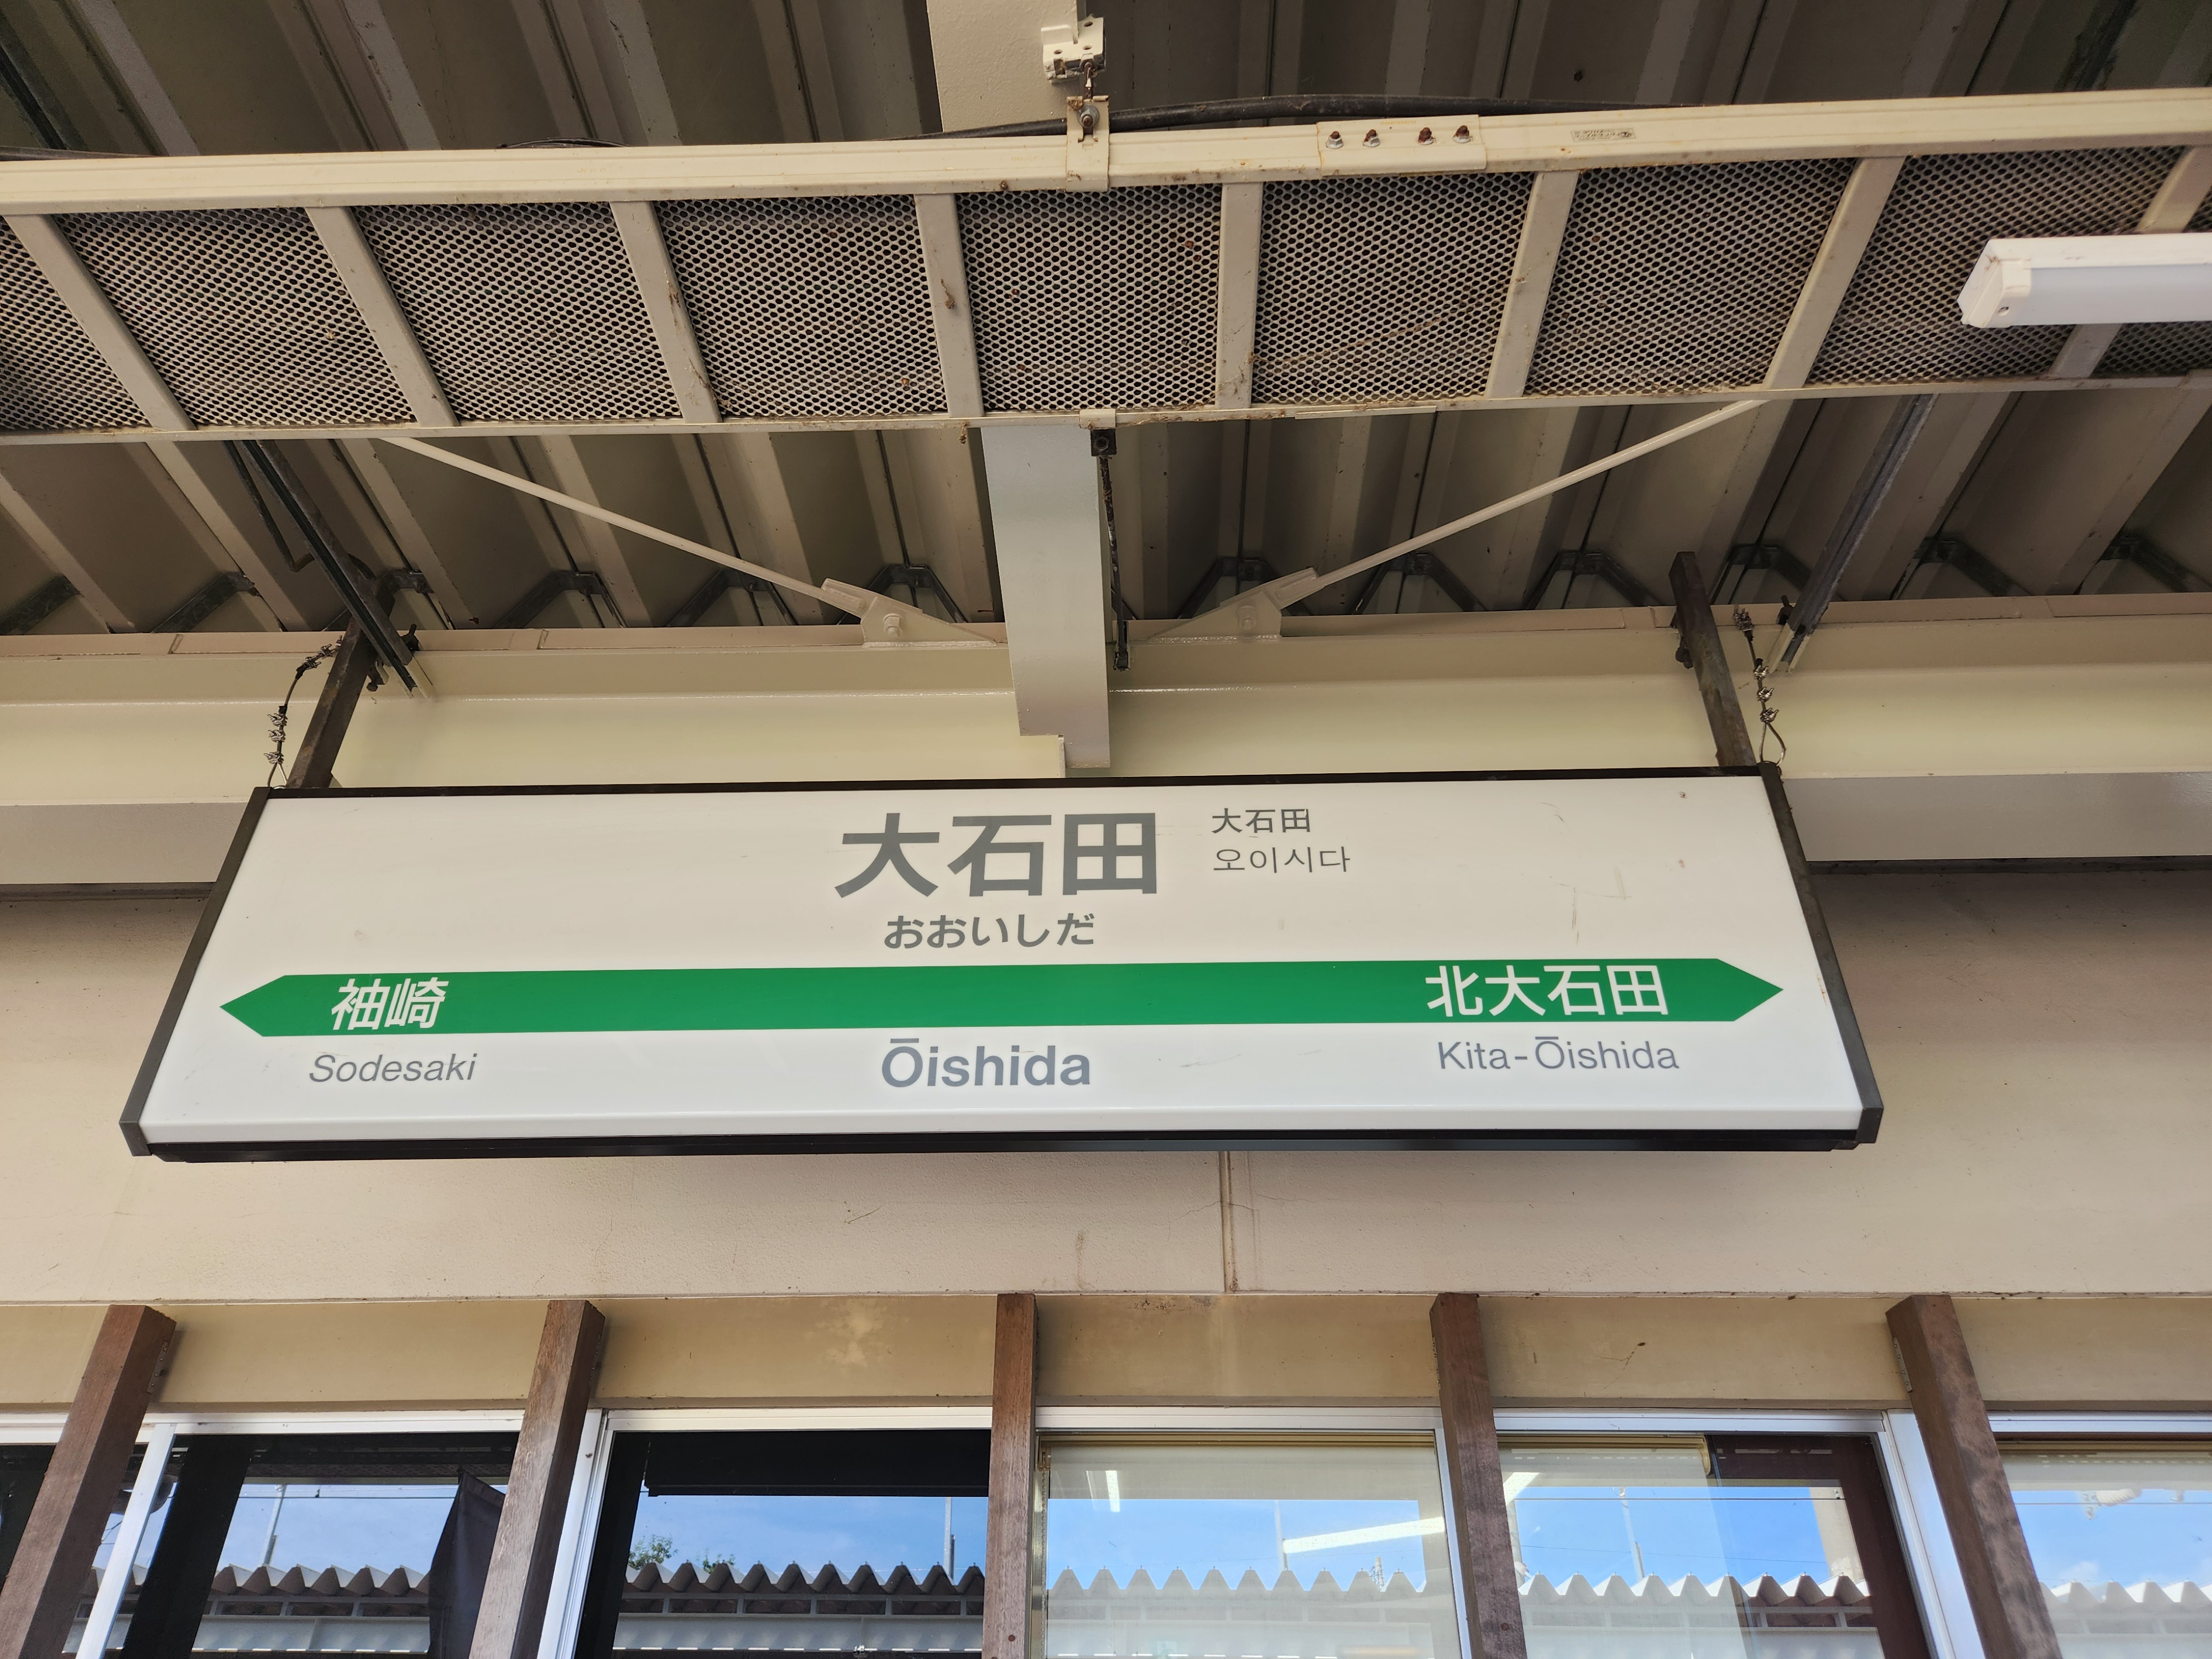 大石田
大石田
오이시다
おおいしだ
袖崎
北大石田
Sodesaki
Ōishida
Kita-Ōishida